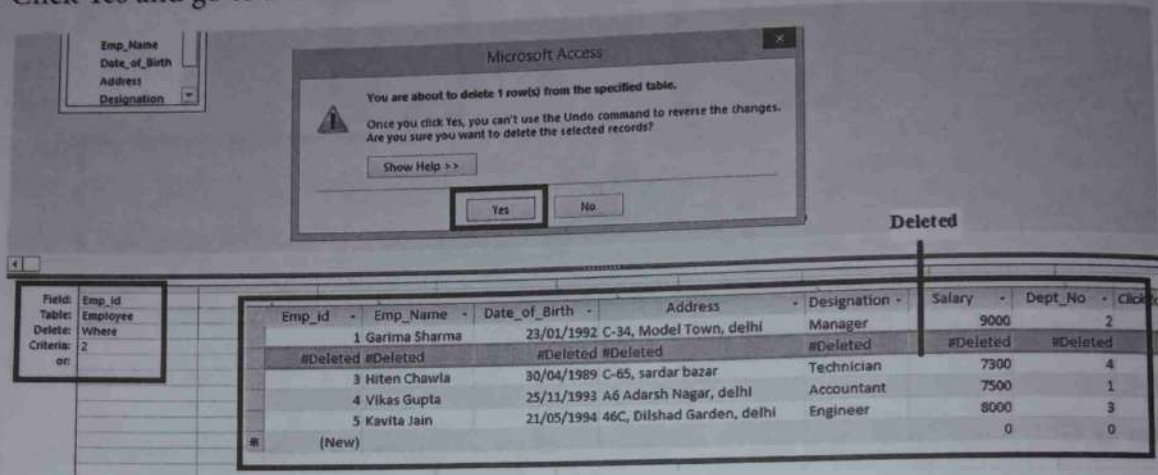 Click Yes and go to
Emp_Name
Date_of_Birth
Address
Designation
Microsoft Access
You are about to delete 1 row(s) from the specified table.
Once you click Yes, you can't use the Undo command to reverse the changes.
Are you sure you want to delete the selected records?
Show Help >>
Yes No
Deleted
Field: Emp_Id
Table: Employee
Delete: Where
Criteria: 2
or:
Emp_id Emp_Name Date_of_Birth Address Designation Salary Dept_No Click
1 Garima Sharma 23/01/1992 C-34, Model Town, delhi Manager 9000 2
#Deleted #Deleted #Deleted #Deleted #Deleted #Deleted #Deleted
3 Hiten Chawla 30/04/1989 C-65, sardar bazar Technician 7300 4
4 Vikas Gupta 25/11/1993 A6 Adarsh Nagar, delhi Accountant 7500 1
5 Kavita Jain 21/05/1994 46C, Dilshad Garden, delhi Engineer 8000 3
(New) 0 0